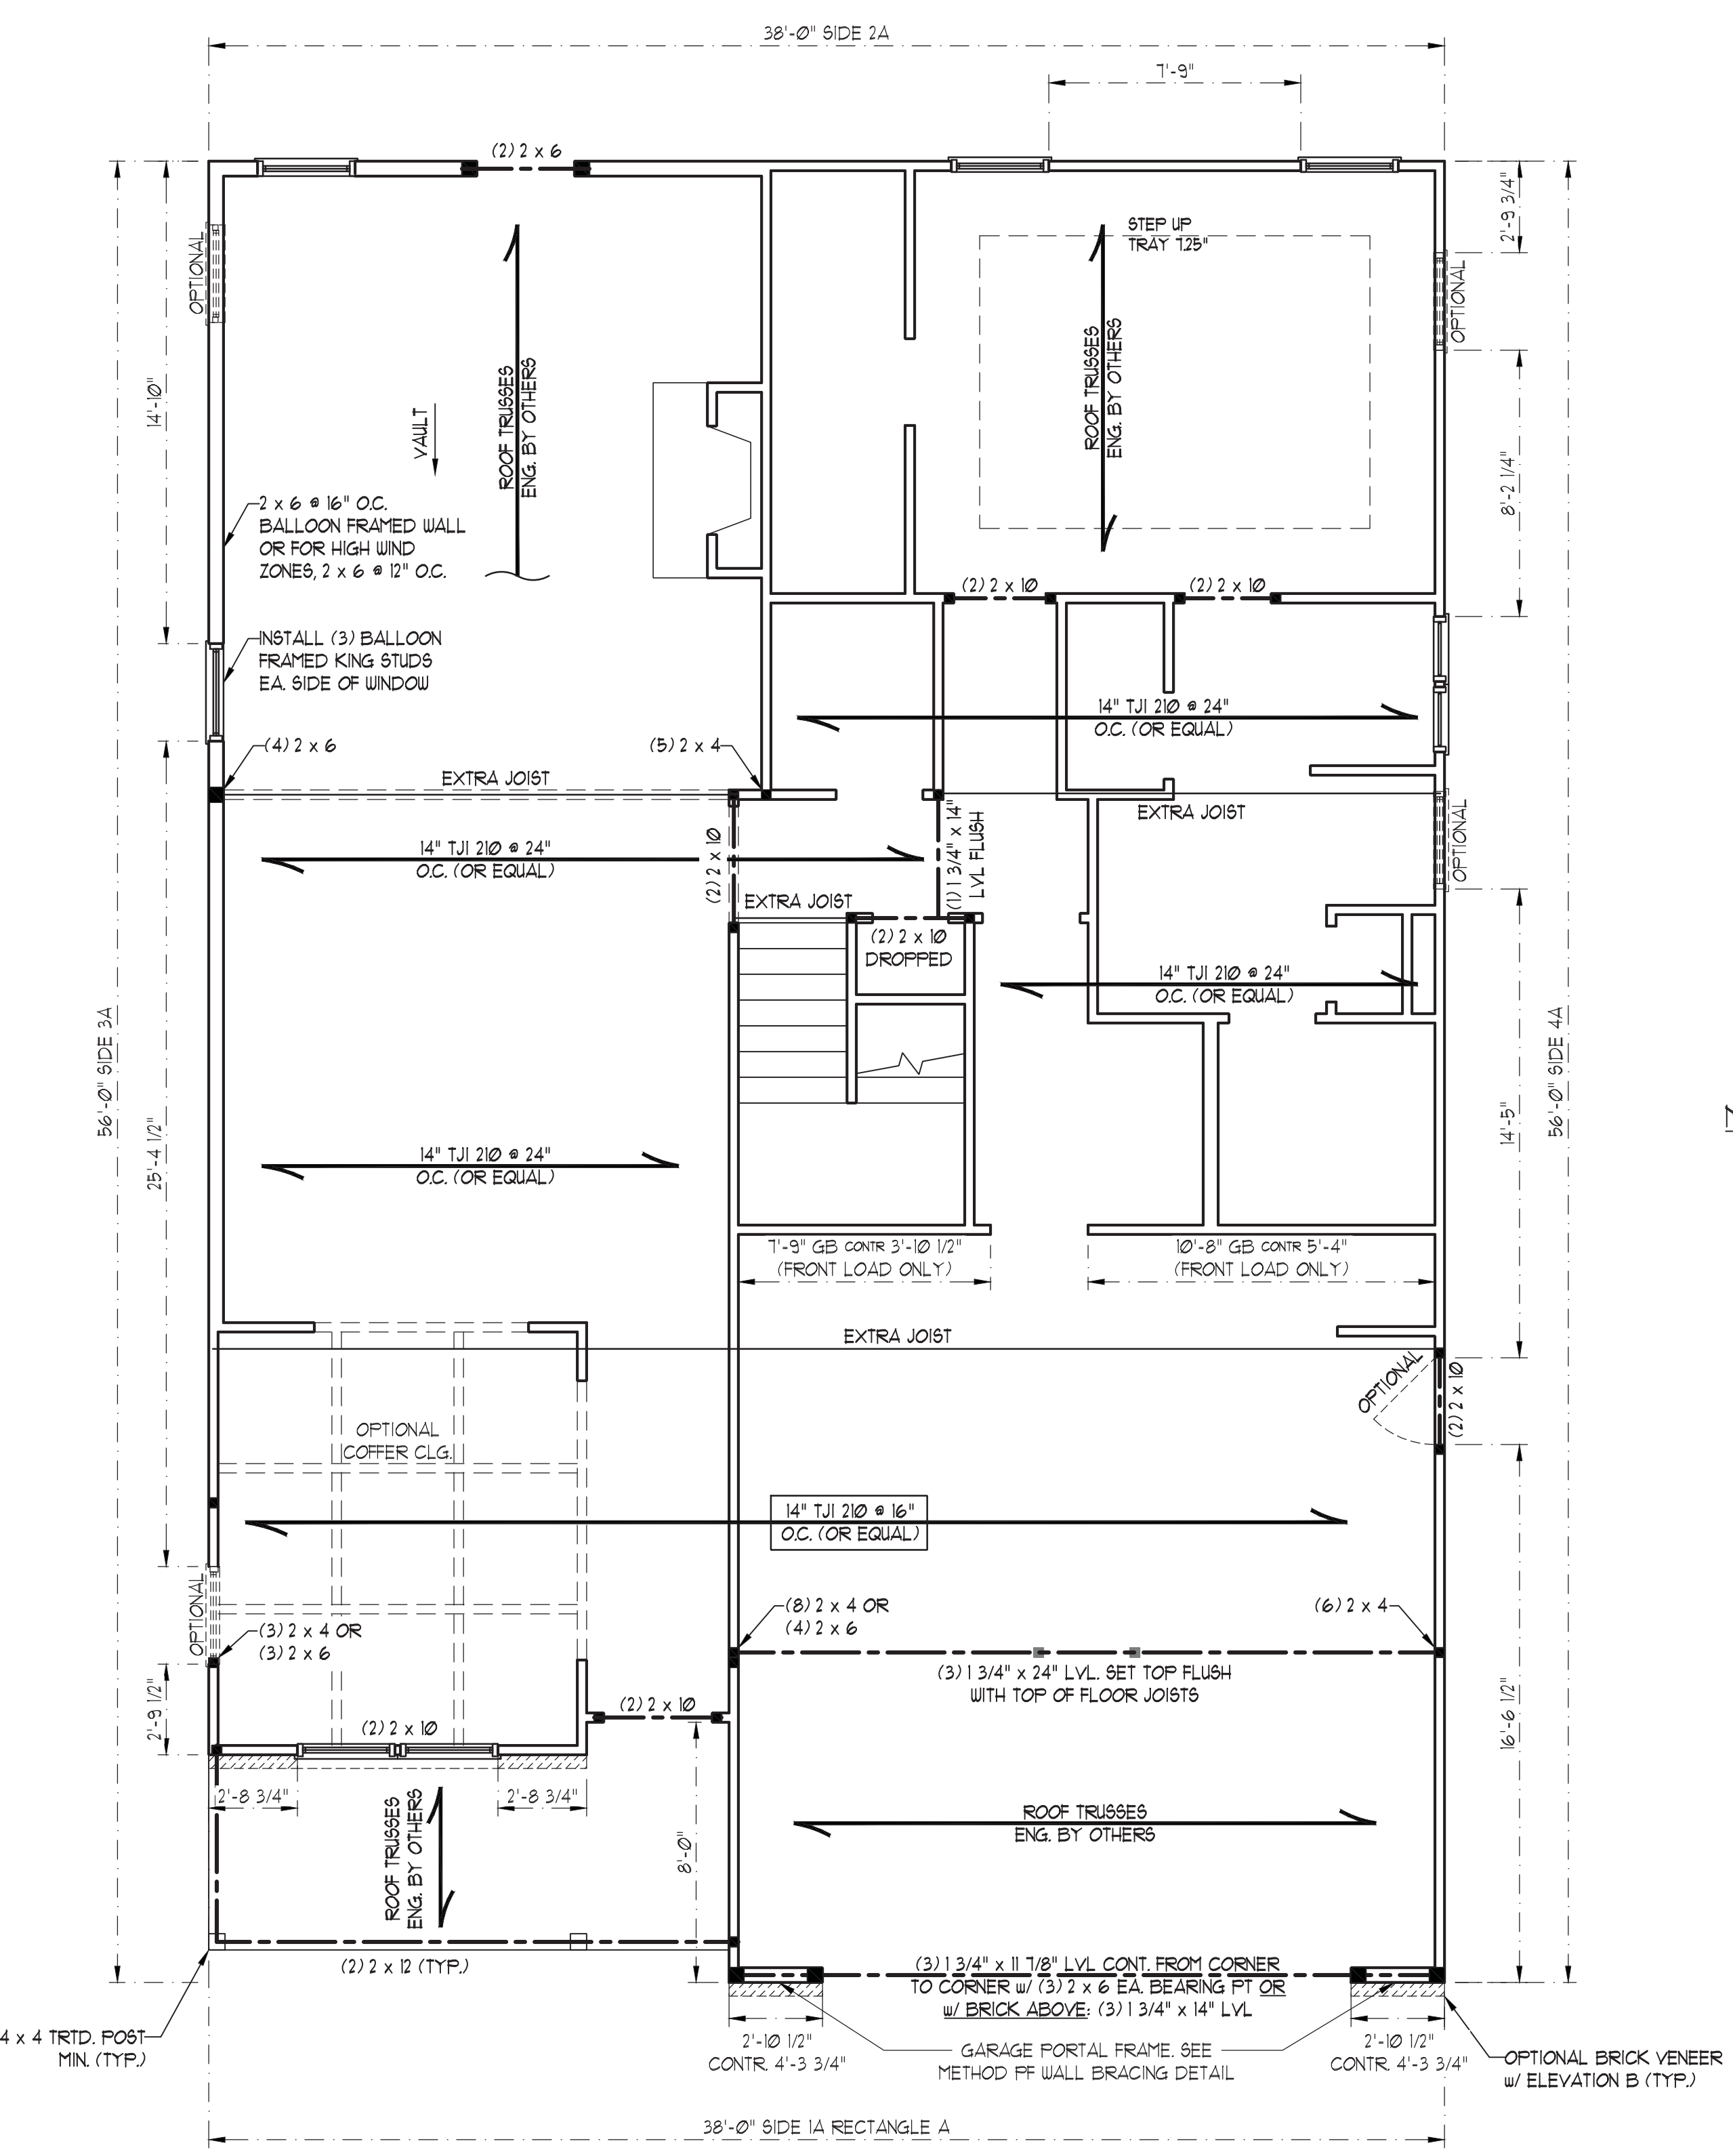 38'-0" SIDE 2A
7'-9"
(2) 2 x 6
2'-9 3/4"
STEP UP
TRAY 7.25"
OPTIONAL
OPTIONAL
ROOF TRUSSES
ENG. BY OTHERS
ROOF TRUSSES
ENG. BY OTHERS
14'-10"
VAULT
8'-2 1/4"
2 x 6 @ 16" O.C.
BALLOON FRAMED WALL
OR FOR HIGH WIND
ZONES, 2 x 6 @ 12" O.C.
(2) 2 x 10
(2) 2 x 10
INSTALL (3) BALLOON
FRAMED KING STUDS
EA. SIDE OF WINDOW
14" TJI 210 @ 24"
O.C. (OR EQUAL)
(4) 2 x 6
(5) 2 x 4
EXTRA JOIST
EXTRA JOIST
OPTIONAL
14" TJI 210 @ 24"
O.C. (OR EQUAL)
(2) 2 x 10
(1) 1 3/4" x 14"
LVL FLUSH
EXTRA JOIST
(2) 2 x 10
DROPPED
14" TJI 210 @ 24"
O.C. (OR EQUAL)
56'-0" SIDE 3A
56'-0" SIDE 4A
25'-4 1/2"
14'-5"
14" TJI 210 @ 24"
O.C. (OR EQUAL)
7'-9" GB CONTR 3'-10 1/2"
(FRONT LOAD ONLY)
10'-8" GB CONTR 5'-4"
(FRONT LOAD ONLY)
EXTRA JOIST
OPTIONAL
(2) 2 x 10
OPTIONAL
COFFER CLG.
14" TJI 210 @ 16"
O.C. (OR EQUAL)
OPTIONAL
(3) 2 x 4 OR
(3) 2 x 6
(8) 2 x 4 OR
(4) 2 x 6
(6) 2 x 4
(3) 1 3/4" x 24" LVL. SET TOP FLUSH
WITH TOP OF FLOOR JOISTS
2'-9 1/2"
(2) 2 x 10
(2) 2 x 10
16'-6 1/2"
2'-8 3/4"
2'-8 3/4"
ROOF TRUSSES
ENG. BY OTHERS
8'-0"
ROOF TRUSSES
ENG. BY OTHERS
(2) 2 x 12 (TYP.)
(3) 1 3/4" x 11 7/8" LVL CONT. FROM CORNER
TO CORNER w/ (3) 2 x 6 EA. BEARING PT OR
w/ BRICK ABOVE: (3) 1 3/4" x 14" LVL
4 x 4 TRTD. POST
MIN. (TYP.)
2'-10 1/2"
CONTR. 4'-3 3/4"
GARAGE PORTAL FRAME. SEE
METHOD PF WALL BRACING DETAIL
2'-10 1/2"
CONTR. 4'-3 3/4"
OPTIONAL BRICK VENEER
w/ ELEVATION B (TYP.)
38'-0" SIDE 1A RECTANGLE A